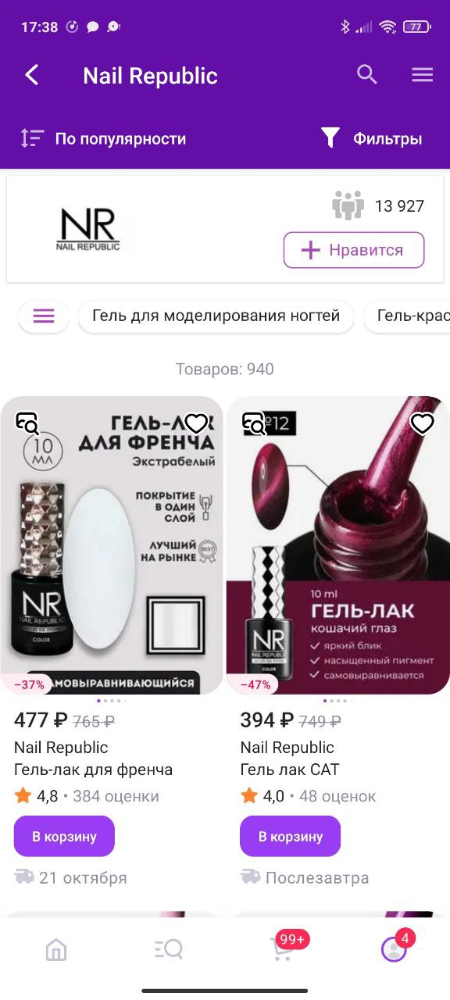 17:38
77
Nail Republic
По популярности
Фильтры
NR
NAIL REPUBLIC
13 927
Нравится
Гель для моделирования ногтей
Гель-крас
Товаров: 940
ГЕЛЬ-ЛАК
ДЛЯ ФРЕНЧА
Экстрабелый
10
МЛ
ПОКРЫТИЕ
В ОДИН
СЛОЙ
ЛУЧШИЙ
НА РЫНКЕ
BEST
NR
NAIL REPUBLIC
COLOR
АМОВЫРАВНИВАЮЩИЙСЯ
−37%
№12
10 ml
ГЕЛЬ-ЛАК
кошачий глаз
яркий блик
насыщенный пигмент
самовыравнивается
NR
NAIL REPUBLIC
COLOR
−47%
477 ₽ 765 ₽
Nail Republic
Гель-лак для френча
4,8 • 384 оценки
В корзину
21 октября
394 ₽ 749 ₽
Nail Republic
Гель лак CAT
4,0 • 48 оценок
В корзину
Послезавтра
99+
4